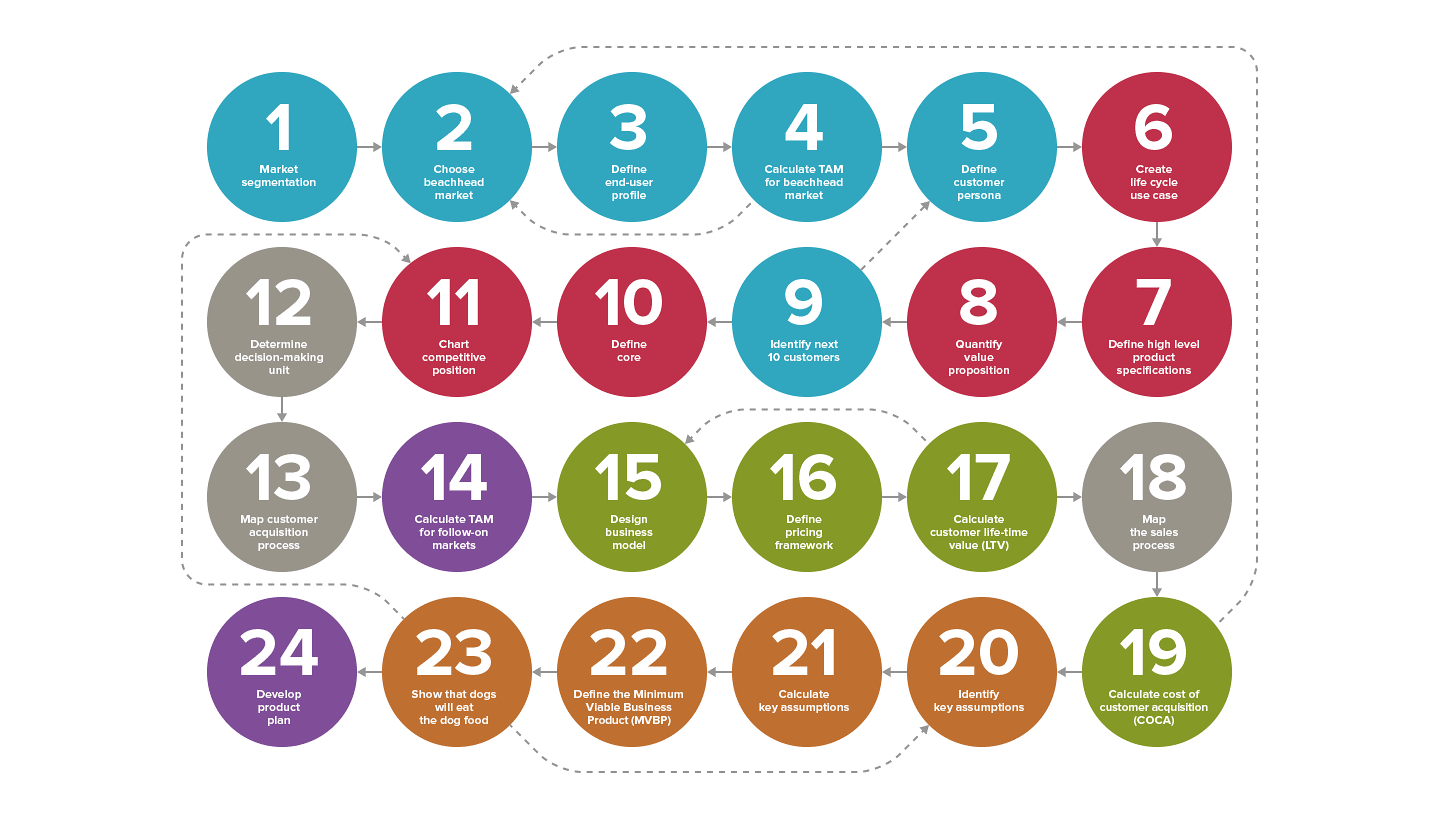 1
Market
segmentation
2
Choose
beachhead
market
3
Define
end-user
profile
4
Calculate TAM
for beachhead
market
5
Define
customer
persona
6
Create
life cycle
use case
12
Determine
decision-making
unit
11
Chart
competitive
position
10
Define
core
9
Identify next
10 customers
8
Quantify
value
proposition
7
Define high level
product
specifications
13
Map customer
acquisition
process
14
Calculate TAM
for follow-on
markets
15
Design
business
model
16
Define
pricing
framework
17
Calculate
customer life-time
value (LTV)
18
Map
the sales
process
24
Develop
product
plan
23
Show that dogs
will eat
the dog food
22
Define the Minimum
Viable Business
Product (MVBP)
21
Calculate
key assumptions
20
Identify
key assumptions
19
Calculate cost of
customer acquisition
(COCA)